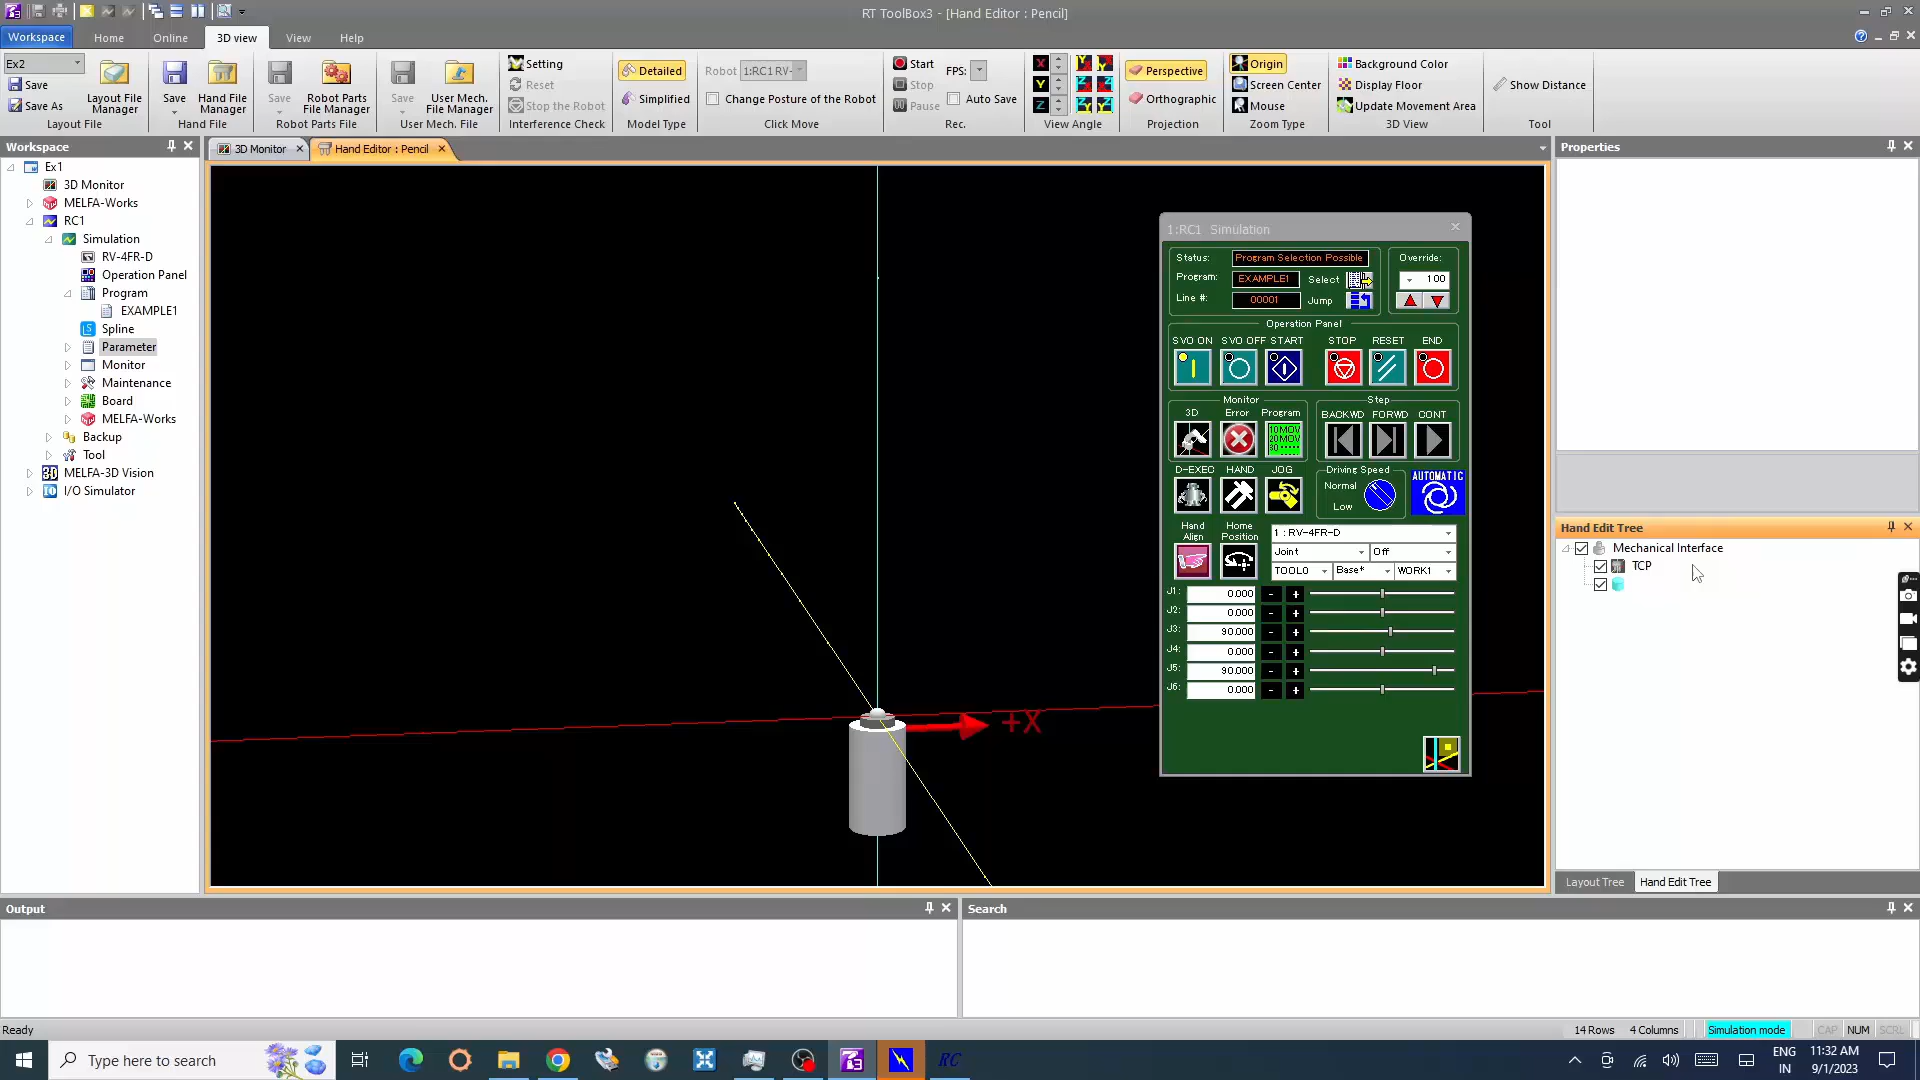 RT ToolBox3 - [Hand Editor : Pencil]
Workspace Home Online 3D view View Help
Ex2
Save
Save As
Layout File Manager
Layout File
Save
Hand File Manager
Hand File
Save
Robot Parts File Manager
Robot Parts File
Save
User Mech. File Manager
User Mech. File
Setting
Reset
Stop the Robot
Interference Check
Detailed
Simplified
Model Type
Robot 1:RC1 RV-
Change Posture of the Robot
Click Move
Start FPS:
Stop Auto Save
Pause
Rec.
X
Y
Z
View Angle
Perspective
Orthographic
Projection
Origin
Screen Center
Mouse
Zoom Type
Background Color
Display Floor
Update Movement Area
3D View
Show Distance
Tool
Workspace
Ex1
3D Monitor
MELFA-Works
RC1
Simulation
RV-4FR-D
Operation Panel
Program
EXAMPLE1
Spline
Parameter
Monitor
Maintenance
Board
MELFA-Works
Backup
Tool
MELFA-3D Vision
I/O Simulator
3D Monitor
Hand Editor : Pencil
+X
1:RC1 Simulation
Status: Program Selection Possible
Program: EXAMPLE1 Select
Line #: 00001 Jump
Override:
100
Operation Panel
SVO ON SVO OFF START STOP RESET END
Monitor
3D Error Program
10MOV
20MOV
30
Step
BACKWD FORWD CONT
D-EXEC HAND JOG
Driving Speed
Normal
Low
AUTOMATIC
Hand Align
Home Position
1 : RV-4FR-D
Joint Off
TOOL0 Base* WORK1
J1: 0.000 - +
J2: 0.000 - +
J3: 90.000 - +
J4: 0.000 - +
J5: 90.000 - +
J6: 0.000 - +
Properties
Hand Edit Tree
Mechanical Interface
TCP
Layout Tree Hand Edit Tree
Output
Search
Ready
14 Rows 4 Columns Simulation mode CAP NUM SCRL
Type here to search
RC
ENG
IN
11:32 AM
9/1/2023